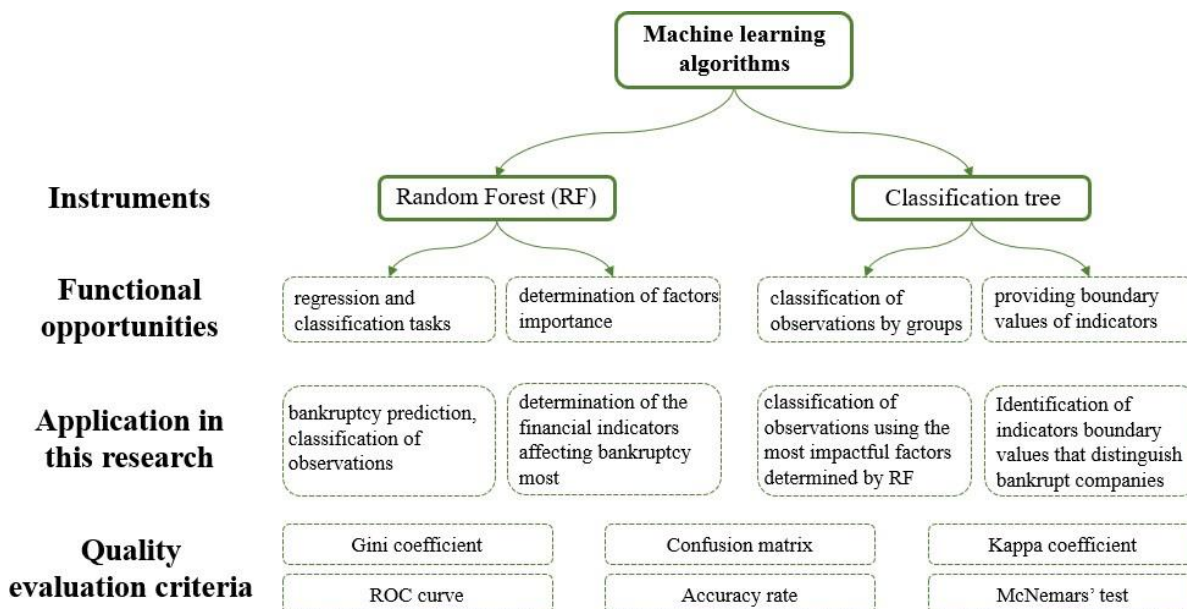 Machine learning
algorithms
Instruments
Random Forest (RF)
Classification tree
Functional
opportunities
regression and
classification tasks
determination of factors
importance
classification of
observations by groups
providing boundary
values of indicators
Application in
this research
bankruptcy prediction,
classification of
observations
determination of the
financial indicators
affecting bankruptcy
most
classification of
observations using the
most impactful factors
determined by RF
Identification of
indicators boundary
values that distinguish
bankrupt companies
Quality
evaluation criteria
Gini coefficient
Confusion matrix
Kappa coefficient
ROC curve
Accuracy rate
McNemars’ test